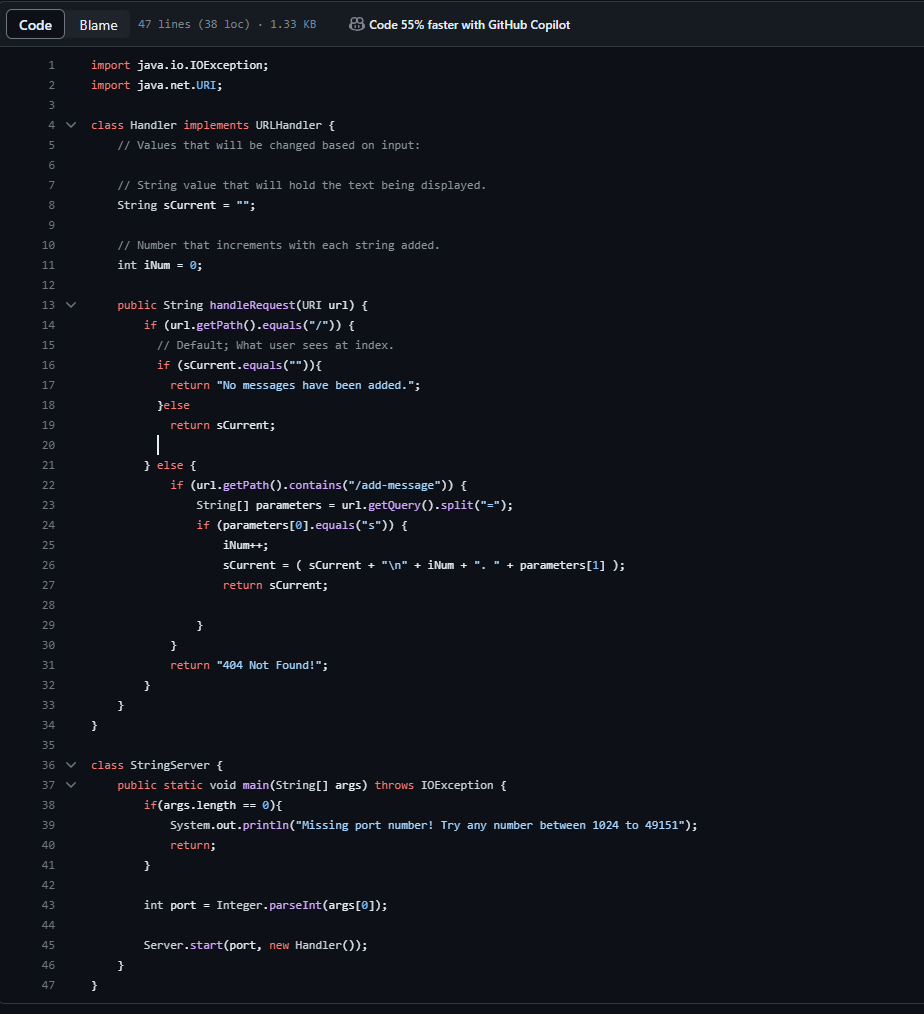 Code Blame 47 lines (38 loc) · 1.33 KB Code 55% faster with GitHub Copilot
1 import java.io.IOException;
2 import java.net.URI;
3
4 class Handler implements URLHandler {
5 // Values that will be changed based on input:
6
7 // String value that will hold the text being displayed.
8 String sCurrent = "";
9
10 // Number that increments with each string added.
11 int iNum = 0;
12
13 public String handleRequest(URI url) {
14 if (url.getPath().equals("/")) {
15 // Default; What user sees at index.
16 if (sCurrent.equals("")){
17 return "No messages have been added.";
18 }else
19 return sCurrent;
20
21 } else {
22 if (url.getPath().contains("/add-message")) {
23 String[] parameters = url.getQuery().split("=");
24 if (parameters[0].equals("s")) {
25 iNum++;
26 sCurrent = ( sCurrent + "\n" + iNum + ". " + parameters[1] );
27 return sCurrent;
28
29 }
30 }
31 return "404 Not Found!";
32 }
33 }
34 }
35
36 class StringServer {
37 public static void main(String[] args) throws IOException {
38 if(args.length == 0){
39 System.out.println("Missing port number! Try any number between 1024 to 49151");
40 return;
41 }
42
43 int port = Integer.parseInt(args[0]);
44
45 Server.start(port, new Handler());
46 }
47 }